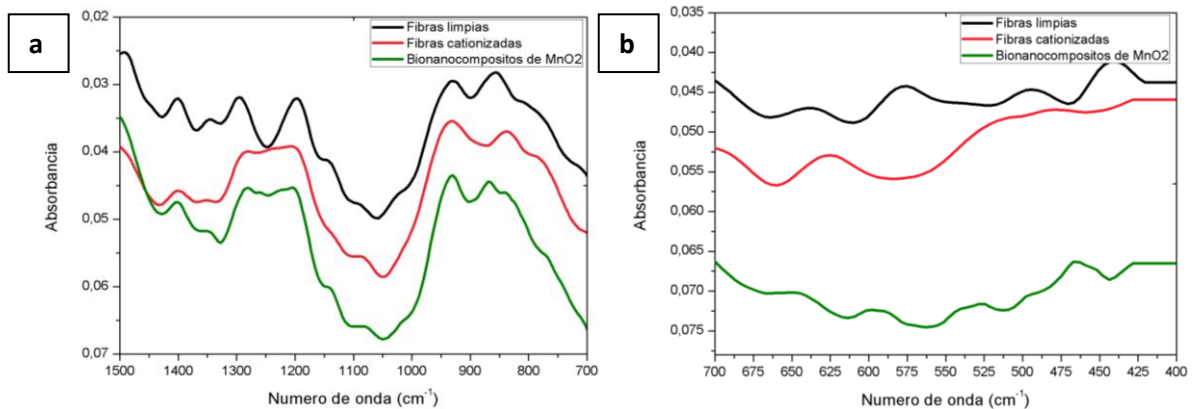 a
Fibras limpias
Fibras cationizadas
Bionanocompositos de MnO2
0,02
0,03
0,04
0,05
0,06
0,07
Absorbancia
1500 1400 1300 1200 1100 1000 900 800 700
Numero de onda (cm⁻¹)
b
Fibras limpias
Fibras cationizadas
Bionanocompositos de MnO2
0,035
0,040
0,045
0,050
0,055
0,060
0,065
0,070
0,075
Absorbancia
700 675 650 625 600 575 550 525 500 475 450 425 400
Numero de onda (cm⁻¹)